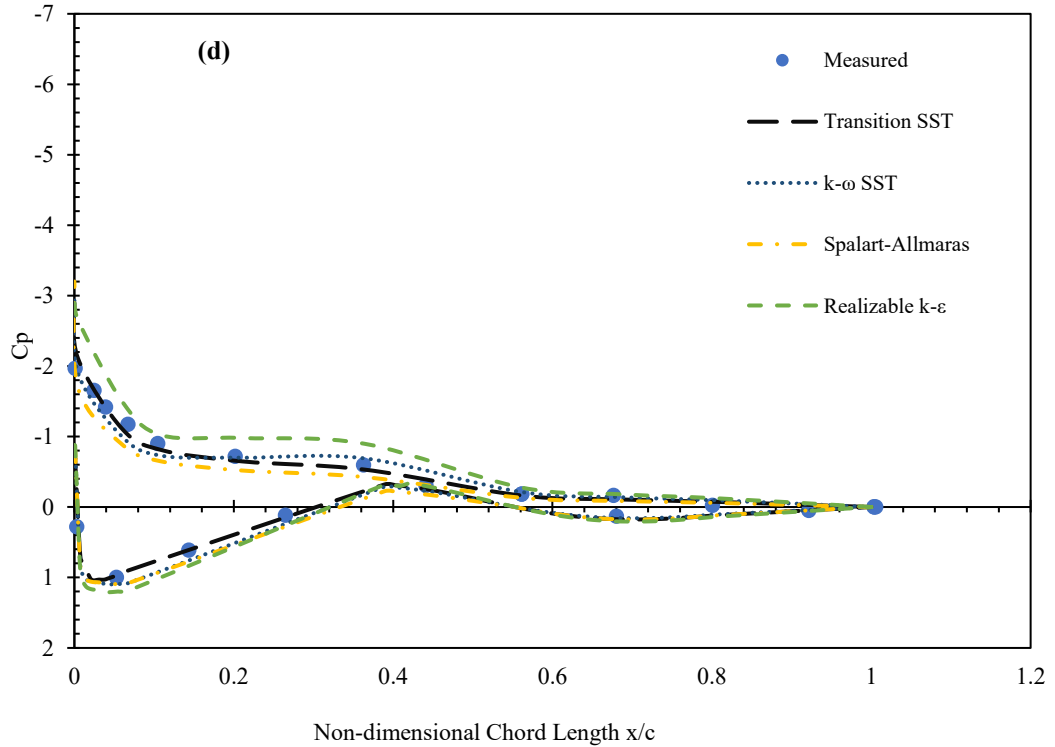 -7
(d)
Measured
-6
Transition SST
-5
k-ω SST
-4
Spalart-Allmaras
-3
Realizable k-ε
Cp
-2
-1
0
1
2
0 0.2 0.4 0.6 0.8 1 1.2
Non-dimensional Chord Length x/c